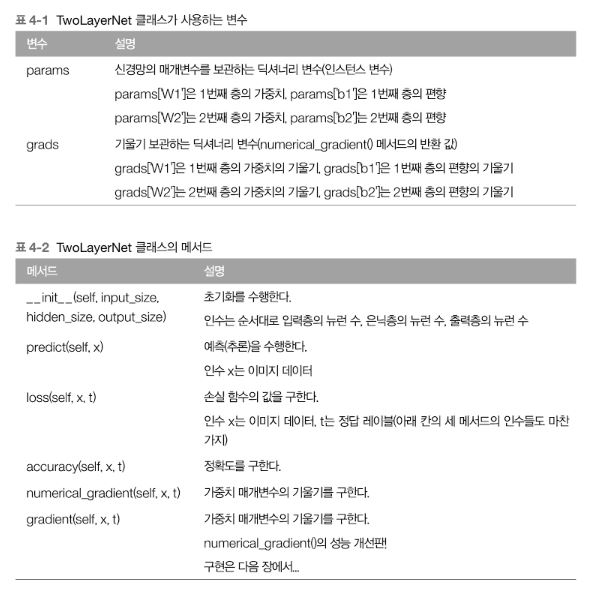 표 4-1 TwoLayerNet 클래스가 사용하는 변수
변수 설명
params 신경망의 매개변수를 보관하는 딕셔너리 변수(인스턴스 변수)
params['W1']은 1번째 층의 가중치, params['b1']은 1번째 층의 편향
params['W2']는 2번째 층의 가중치, params['b2']는 2번째 층의 편향
grads 기울기 보관하는 딕셔너리 변수(numerical_gradient() 메서드의 반환 값)
grads['W1']은 1번째 층의 가중치의 기울기, grads['b1']은 1번째 층의 편향의 기울기
grads['W2']는 2번째 층의 가중치의 기울기, grads['b2']는 2번째 층의 편향의 기울기
표 4-2 TwoLayerNet 클래스의 메서드
메서드 설명
__init__(self, input_size, 초기화를 수행한다.
hidden_size, output_size) 인수는 순서대로 입력층의 뉴런 수, 은닉층의 뉴런 수, 출력층의 뉴런 수
predict(self, x) 예측(추론)을 수행한다.
인수 x는 이미지 데이터
loss(self, x, t) 손실 함수의 값을 구한다.
인수 x는 이미지 데이터, t는 정답 레이블(아래 칸의 세 메서드의 인수들도 마찬
가지)
accuracy(self, x, t) 정확도를 구한다.
numerical_gradient(self, x, t) 가중치 매개변수의 기울기를 구한다.
gradient(self, x, t) 가중치 매개변수의 기울기를 구한다.
numerical_gradient()의 성능 개선판!
구현은 다음 장에서...